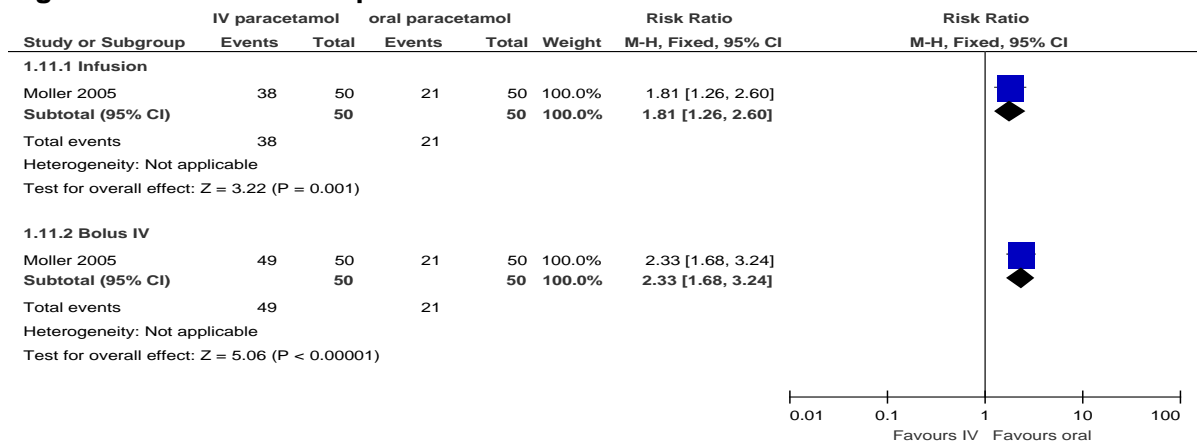 IV paracetamol oral paracetamol Risk Ratio Risk Ratio
Study or Subgroup Events Total Events Total Weight M-H, Fixed, 95% CI M-H, Fixed, 95% CI
1.11.1 Infusion
Moller 2005 38 50 21 50 100.0% 1.81 [1.26, 2.60]
Subtotal (95% CI) 50 50 100.0% 1.81 [1.26, 2.60]
Total events 38 21
Heterogeneity: Not applicable
Test for overall effect: Z = 3.22 (P = 0.001)
1.11.2 Bolus IV
Moller 2005 49 50 21 50 100.0% 2.33 [1.68, 3.24]
Subtotal (95% CI) 50 50 100.0% 2.33 [1.68, 3.24]
Total events 49 21
Heterogeneity: Not applicable
Test for overall effect: Z = 5.06 (P < 0.00001)
0.01 0.1 1 10 100
Favours IV Favours oral